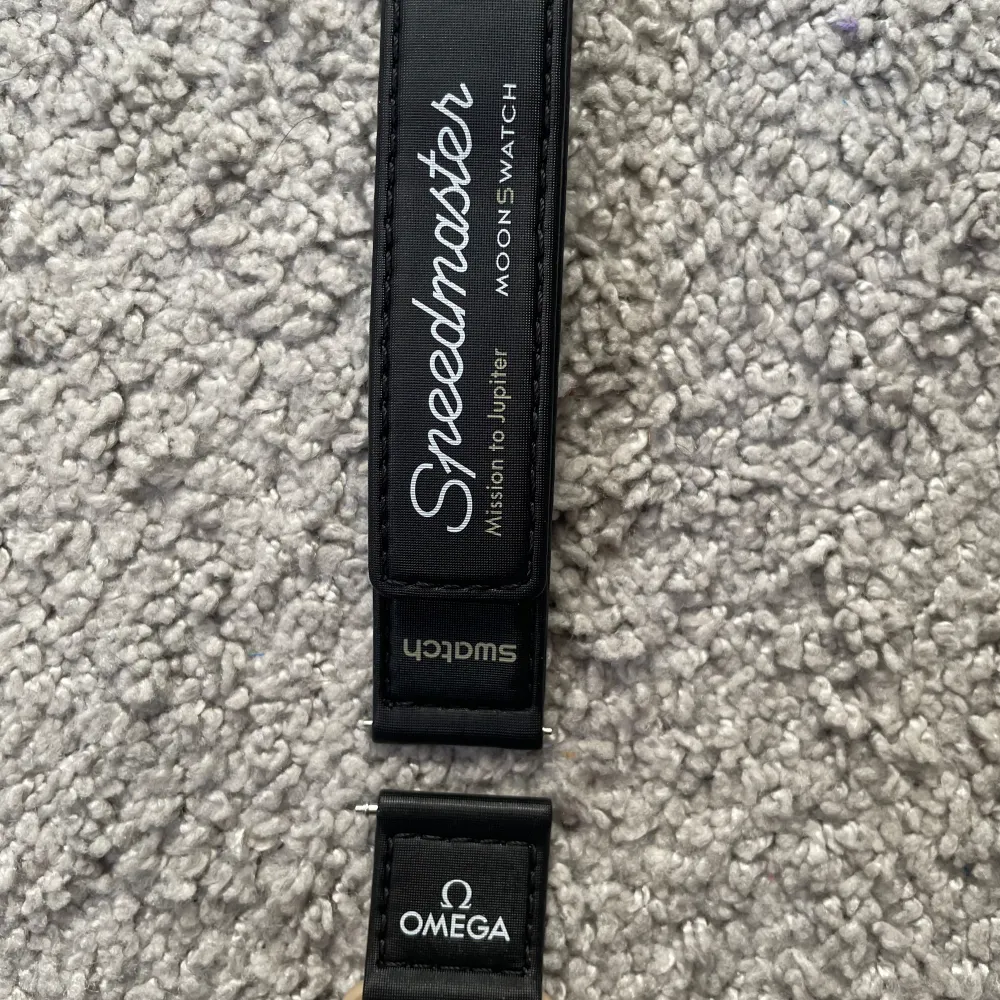 Speedmaster
MOONSWATCH
Mission to Jupiter
swatch
Ω
OMEGA